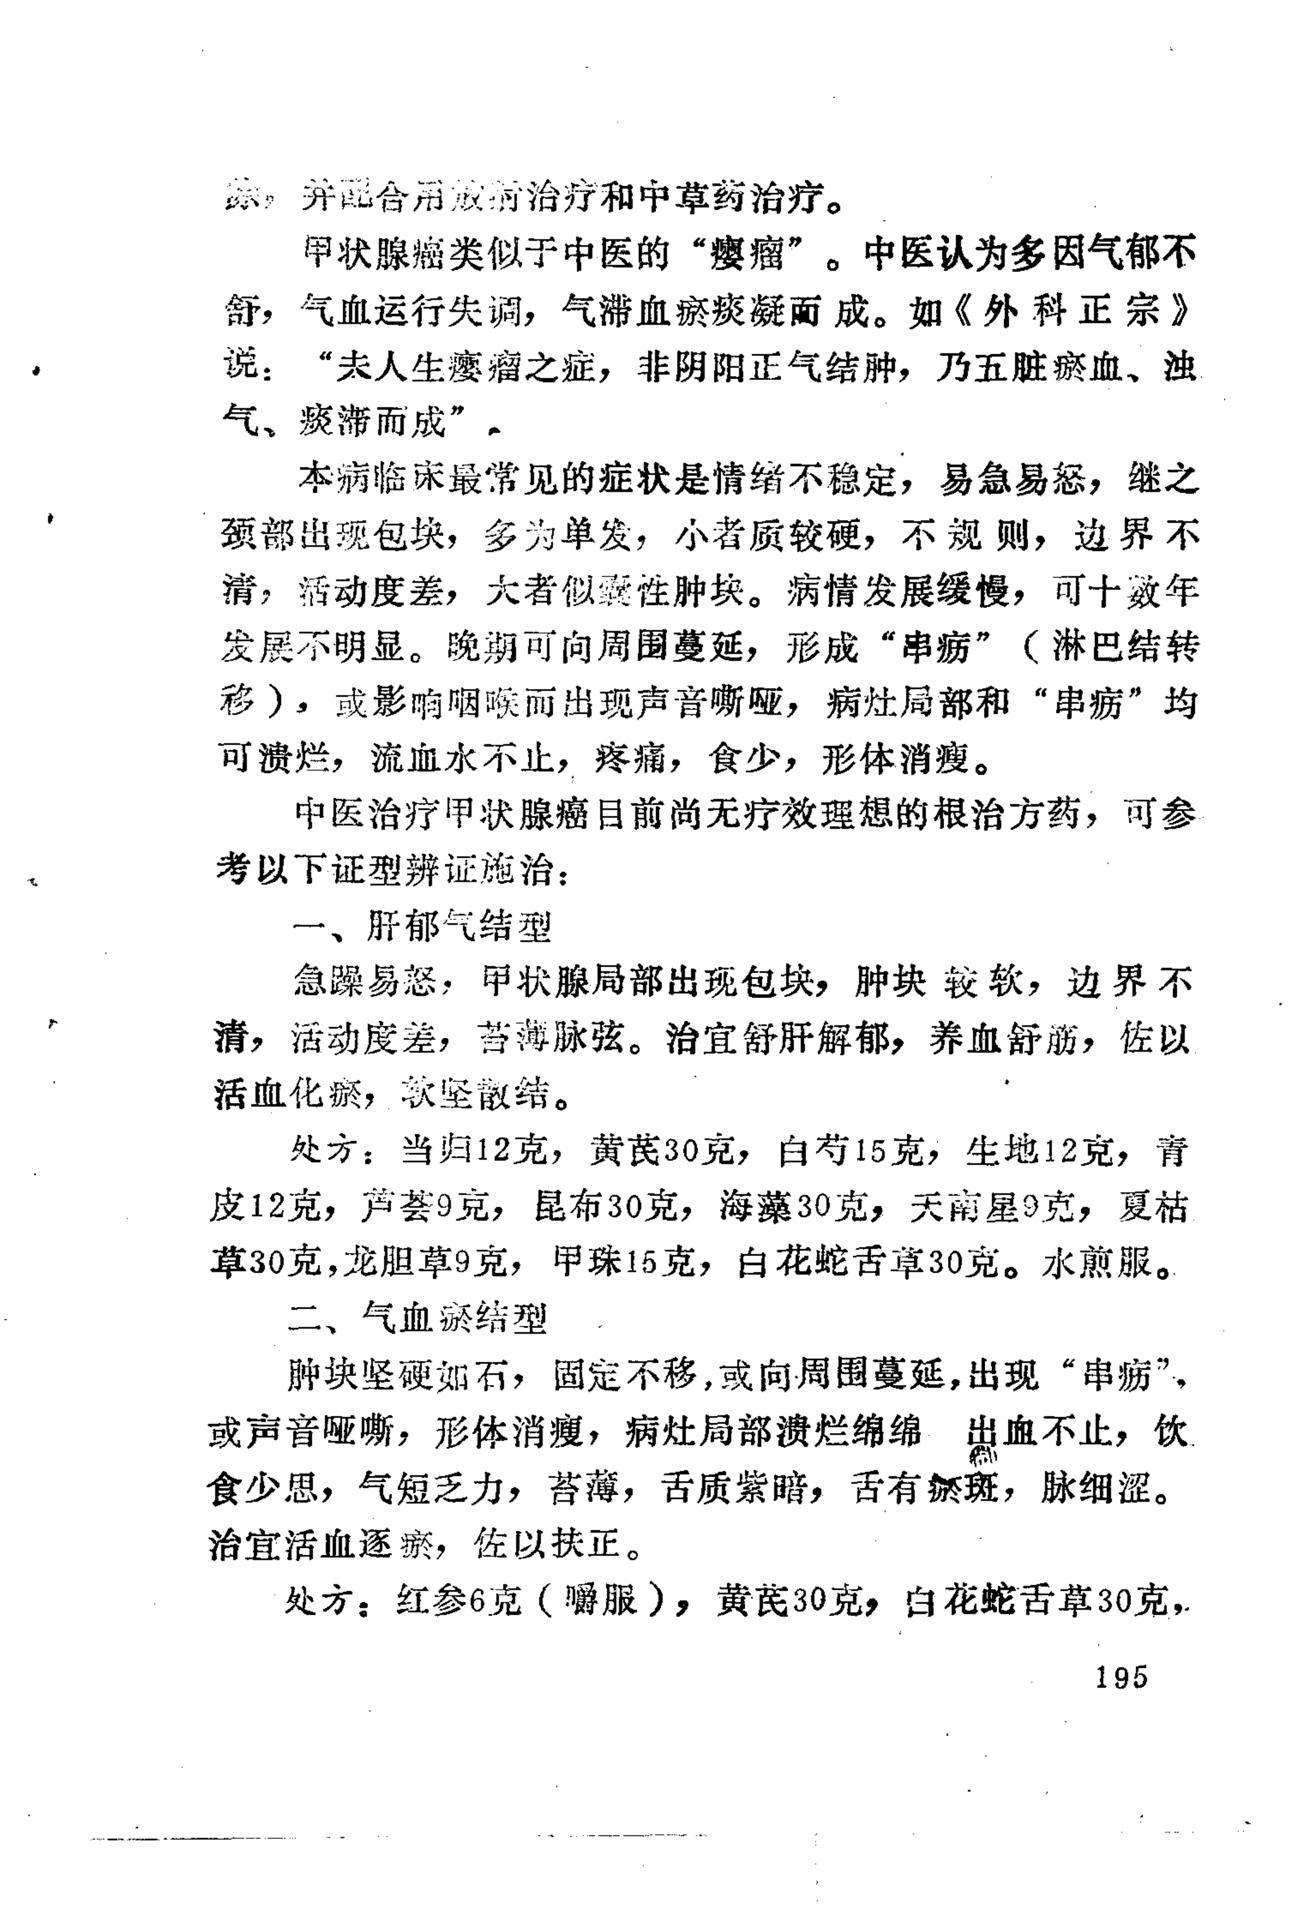 除，并配合用放射治疗和中草药治疗。
甲状腺癌类似于中医的“瘿瘤”。中医认为多因气郁不
舒，气血运行失调，气滞血瘀痰凝而成。如《外科正宗》
说：“夫人生瘿瘤之症，非阴阳正气结肿，乃五脏瘀血、浊
气、痰滞而成”。
本病临床最常见的症状是情绪不稳定，易急易怒，继之
颈部出现包块，多为单发，小者质较硬，不规则，边界不
清，活动度差，大者似囊性肿块。病情发展缓慢，可十数年
发展不明显。晚期可向周围蔓延，形成“串疬”（淋巴结转
移），或影响咽喉而出现声音嘶哑，病灶局部和“串疬”均
可溃烂，流血水不止，疼痛，食少，形体消瘦。
中医治疗甲状腺癌目前尚无疗效理想的根治方药，可参
考以下证型辨证施治：
一、肝郁气结型
急躁易怒，甲状腺局部出现包块，肿块较软，边界不
清，活动度差，苔薄脉弦。治宜舒肝解郁，养血舒筋，佐以
活血化瘀，软坚散结。
处方：当归12克，黄芪30克，白芍15克，生地12克，青
皮12克，芦荟9克，昆布30克，海藻30克，天南星9克，夏枯
草30克，龙胆草9克，甲珠15克，白花蛇舌草30克。水煎服。
二、气血瘀结型
肿块坚硬如石，固定不移，或向周围蔓延，出现“串疬”，
或声音哑嘶，形体消瘦，病灶局部溃烂绵绵 出血不止，饮
食少思，气短乏力，苔薄，舌质紫暗，舌有瘀斑，脉细涩。
治宜活血逐瘀，佐以扶正。
处方：红参6克（嚼服），黄芪30克，白花蛇舌草30克，
195